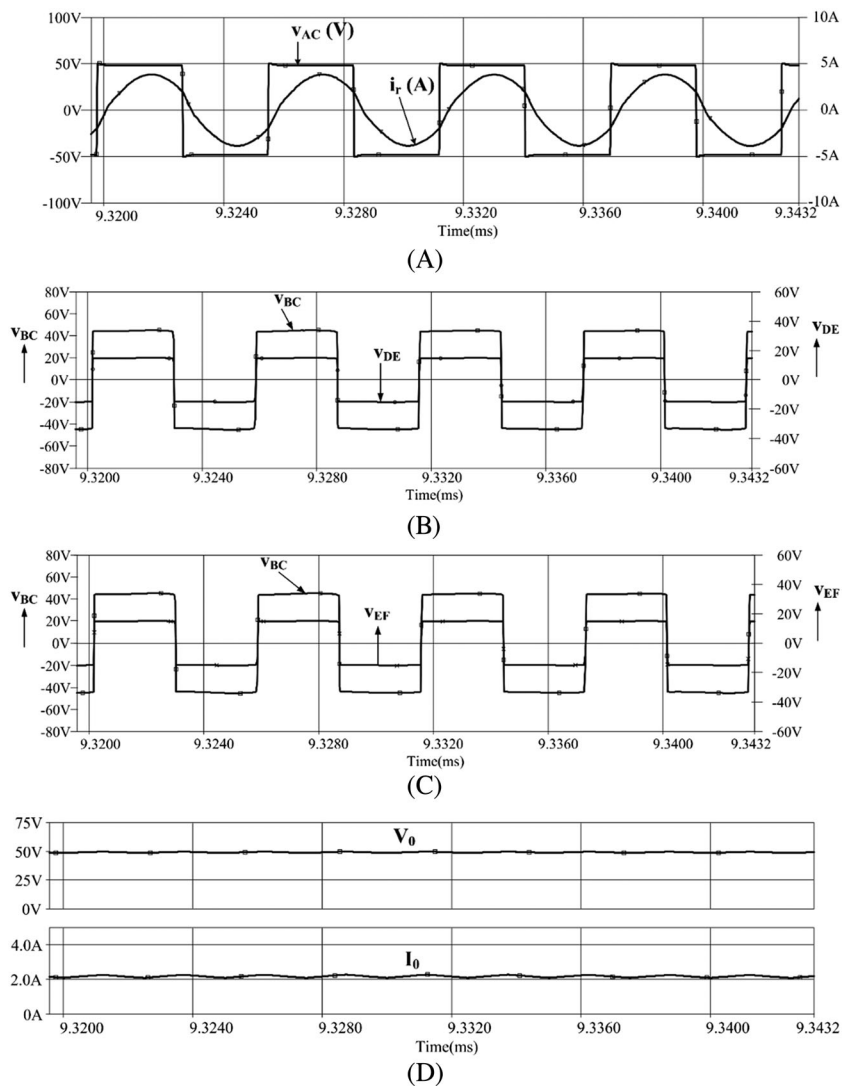 100V
10A
v_AC (V)
50V
5A
i_r (A)
0V
0A
-50V
-5A
-100V
-10A
9.3200
9.3240
9.3280
9.3320
9.3360
9.3400
9.3432
Time(ms)
(A)
80V
60V
v_BC
60V
40V
v_BC
40V
v_DE
v_DE
20V
20V
0V
0V
-20V
-20V
-40V
-40V
-60V
-80V
-60V
9.3200
9.3240
9.3280
9.3320
9.3360
9.3400
9.3432
Time(ms)
(B)
80V
60V
v_BC
60V
40V
v_BC
40V
v_EF
v_EF
20V
20V
0V
0V
-20V
-20V
-40V
-40V
-60V
-80V
-60V
9.3200
9.3240
9.3280
9.3320
9.3360
9.3400
9.3432
Time(ms)
(C)
75V
V_0
50V
25V
0V
4.0A
I_0
2.0A
0A
9.3200
9.3240
9.3280
9.3320
9.3360
9.3400
9.3432
Time(ms)
(D)